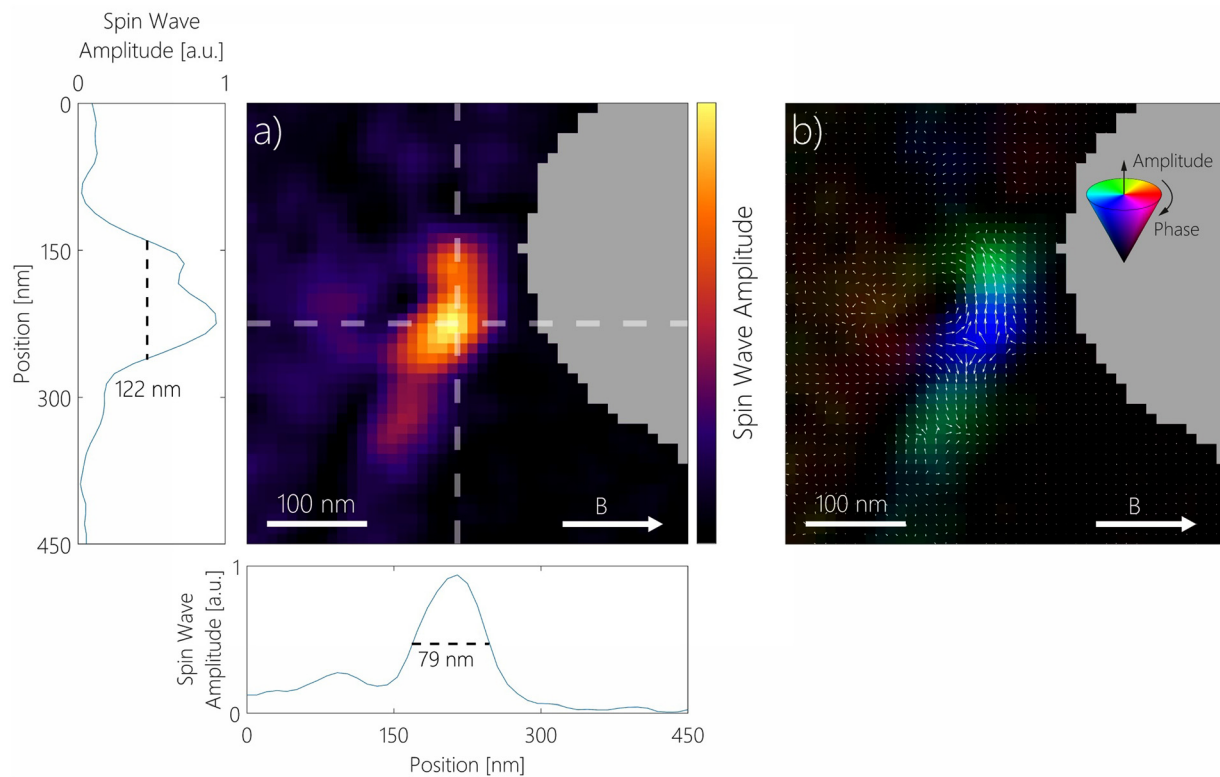 Spin Wave
Amplitude [a.u.]
0 1
0
150
300
450
Position [nm]
122 nm
a)
100 nm
B
Spin Wave Amplitude
b)
Amplitude
Phase
100 nm
B
Spin Wave
Amplitude [a.u.]
1
0
79 nm
0 150 300 450
Position [nm]